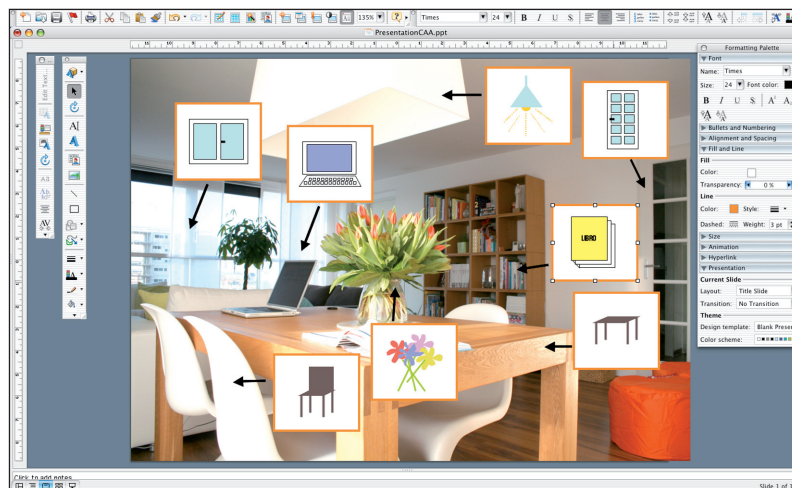 135%
Times
24
B I U S
PresentationCAA.ppt
Edit Text...
Formatting Palette
Font
Name: Times
Size: 24 Font color:
B I U S
Bullets and Numbering
Alignment and Spacing
Fill and Line
Fill
Color:
Transparency: 0 %
Line
Color: Style:
Dashed: Weight: 3 pt
Size
Animation
Hyperlink
Presentation
Current Slide
Layout: Title Slide
Transition: No Transition
Theme
Design template: Blank Prese
Color scheme:
LIBRO
Click to add notes
Slide 1 of 1